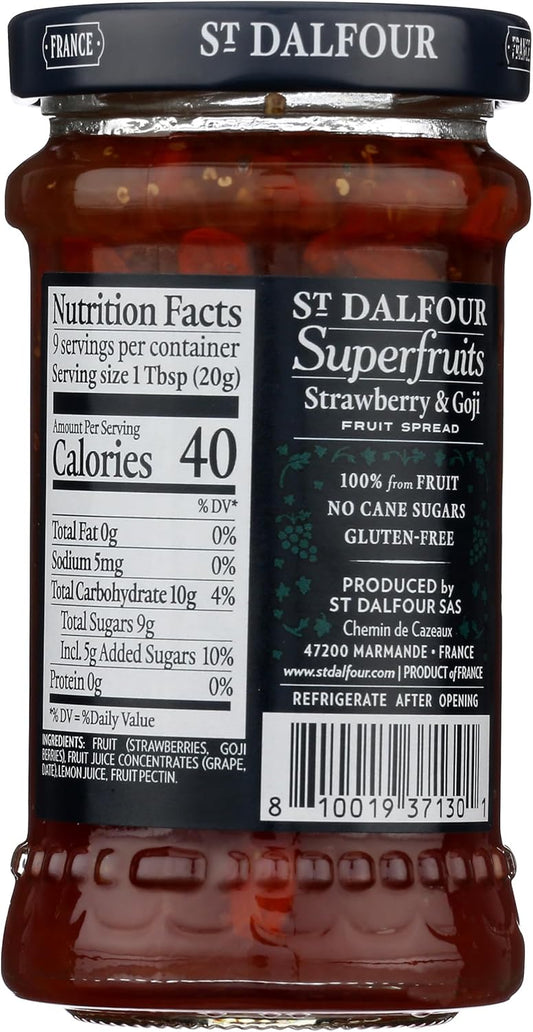 FRANCE
ST DALFOUR
Nutrition Facts
9 servings per container
Serving size 1 Tbsp (20g)
Amount Per Serving
Calories 40
% DV*
Total Fat 0g 0%
Sodium 5mg 0%
Total Carbohydrate 10g 4%
Total Sugars 9g
Incl. 5g Added Sugars 10%
Protein 0g 0%
*% DV = %Daily Value
INGREDIENTS: FRUIT (STRAWBERRIES, GOJI
BERRIES), FRUIT JUICE CONCENTRATES (GRAPE,
DATE), LEMON JUICE, FRUIT PECTIN.
ST DALFOUR
Superfruits
Strawberry & Goji
FRUIT SPREAD
100% from FRUIT
NO CANE SUGARS
GLUTEN-FREE
PRODUCED by
ST DALFOUR SAS
Chemin de Cazeaux
47200 MARMANDE • FRANCE
www.stdalfour.com | PRODUCT of FRANCE
REFRIGERATE AFTER OPENING
8 10019 37130 1